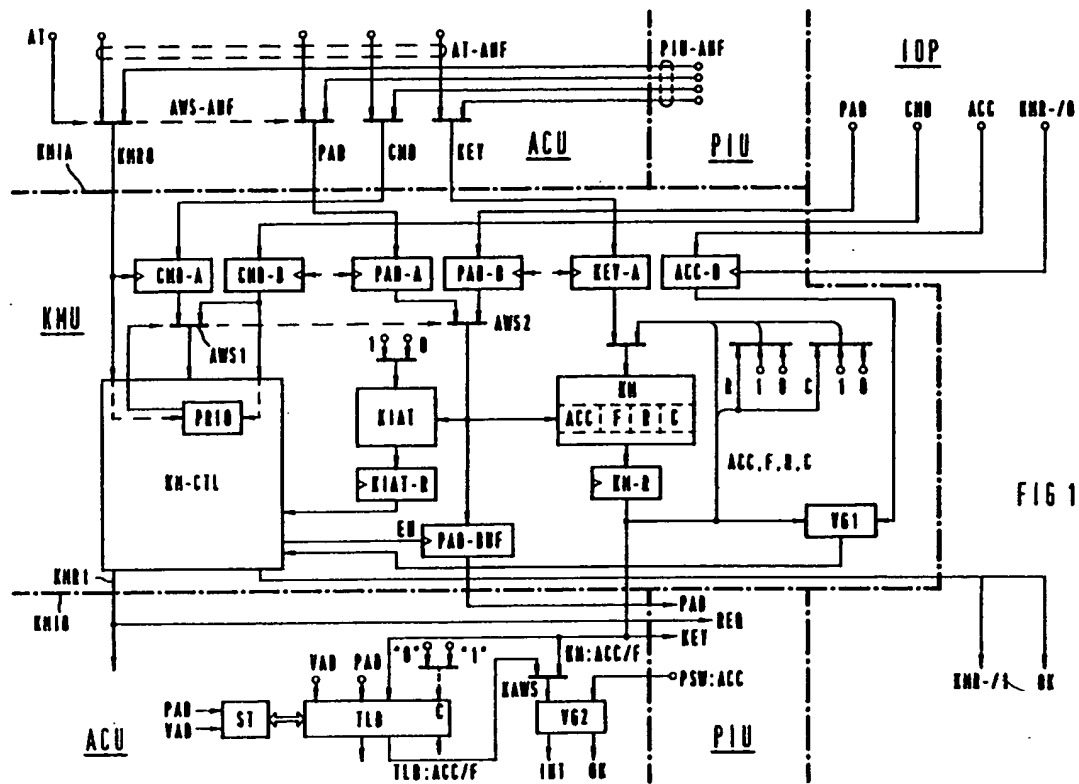 AT
AT-ANF
PIU-ANF
IOP
AWS-ANF
PAD
CMD
ACC
KMR-/0
KM1A
KMR0
PAD
CMD
KEY
ACU
PIU
CMD-A
CMD-B
PAD-A
PAD-B
KEY-A
ACC-B
KMU
AWS1
AWS2
1 0
R 1 0 C 1 0
PRIO
KIAT
KM
ACC F R C
KM-CTL
KIAT-R
KM-R
ACC,F,R,C
FIG 1
EN
PAD-BUF
VG1
KMR1
KM1B
PAD
REQ
KEY
VAD
PAD
"0"
"1"
KM:ACC/F
KAWS
PSW:ACC
KMR-/1
OK
PAD
VAD
ST
TLB
C
VG2
ACU
TLB:ACC/F
INT
OK
PIU